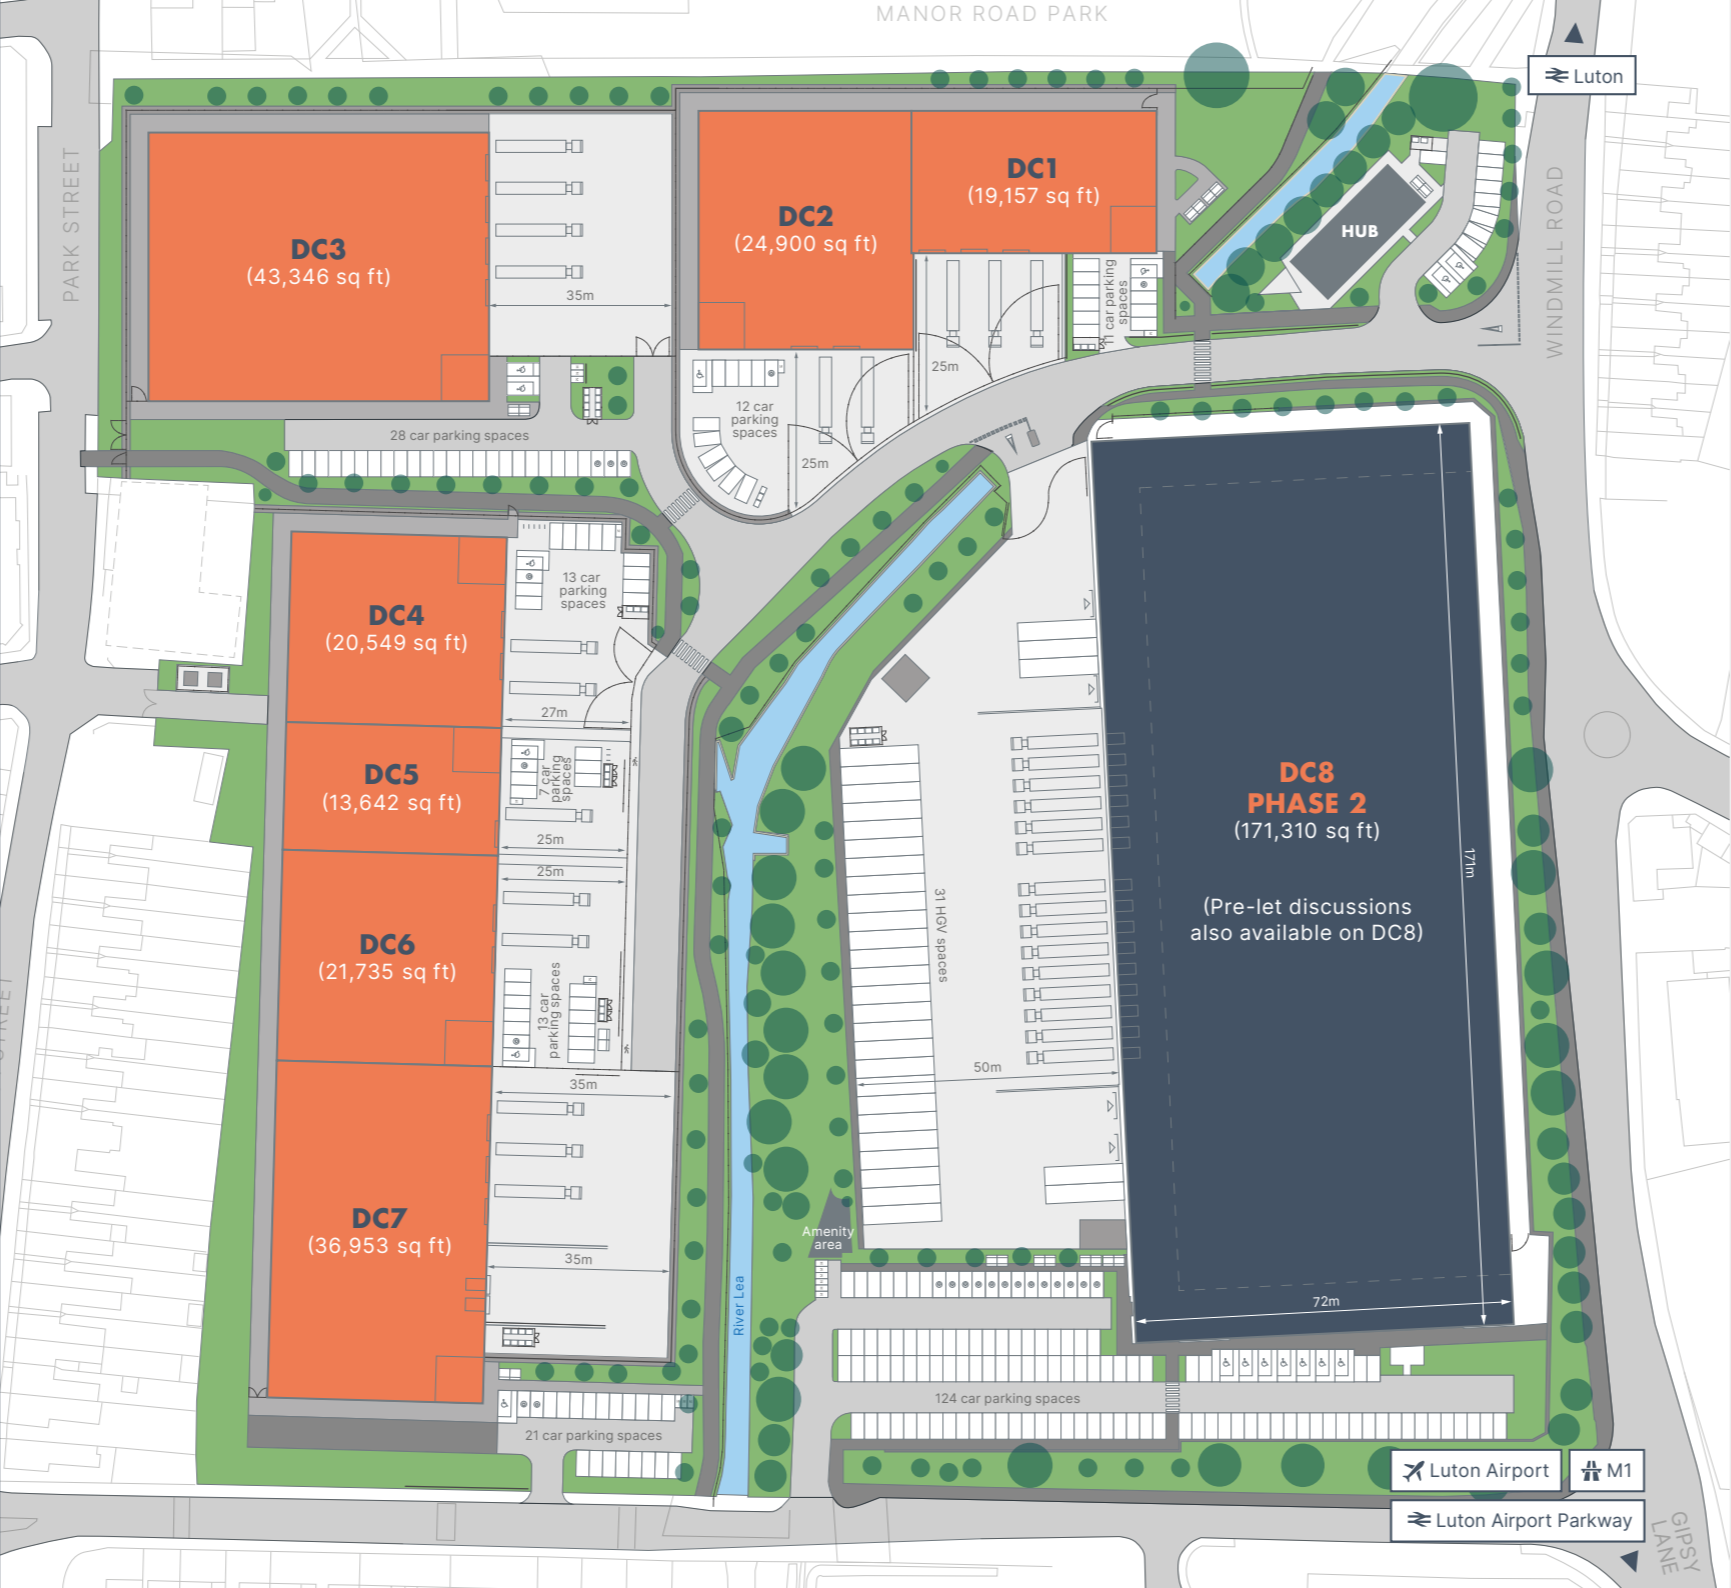 MANOR ROAD PARK
Luton
PARK STREET
WINDMILL ROAD
DC3
(43,346 sq ft)
35m
DC2
(24,900 sq ft)
DC1
(19,157 sq ft)
HUB
11 car parking
spaces
25m
12 car
parking
spaces
25m
28 car parking spaces
DC4
(20,549 sq ft)
13 car
parking
spaces
27m
DC5
(13,642 sq ft)
7 car
parking
spaces
25m
25m
DC6
(21,735 sq ft)
13 car
parking spaces
35m
DC7
(36,953 sq ft)
35m
21 car parking spaces
River Lea
Amenity
area
31 HGV spaces
50m
DC8
PHASE 2
(171,310 sq ft)
(Pre-let discussions
also available on DC8)
171m
72m
124 car parking spaces
Luton Airport
M1
Luton Airport Parkway
GIPSY
LANE